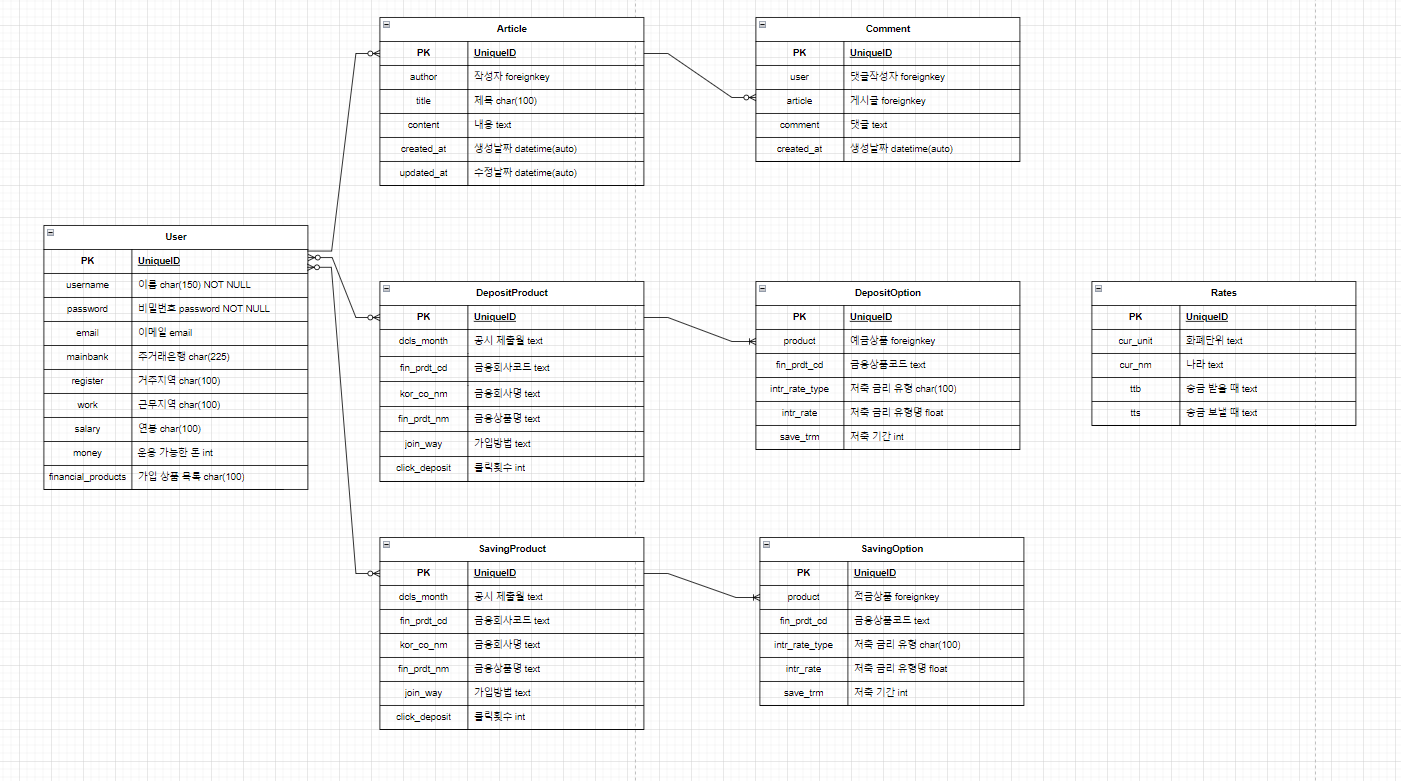 Article
PK UniqueID
author 작성자 foreignkey
title 제목 char(100)
content 내용 text
created_at 생성날짜 datetime(auto)
updated_at 수정날짜 datetime(auto)
Comment
PK UniqueID
user 댓글작성자 foreignkey
article 게시글 foreignkey
comment 댓글 text
created_at 생성날짜 datetime(auto)
User
PK UniqueID
username 이름 char(150) NOT NULL
password 비밀번호 password NOT NULL
email 이메일 email
mainbank 주거래은행 char(225)
register 거주지역 char(100)
work 근무지역 char(100)
salary 연봉 char(100)
money 운용 가능한 돈 int
financial_products 가입 상품 목록 char(100)
DepositProduct
PK UniqueID
dcls_month 공시 제출월 text
fin_prdt_cd 금융회사코드 text
kor_co_nm 금융회사명 text
fin_prdt_nm 금융상품명 text
join_way 가입방법 text
click_deposit 클릭횟수 int
DepositOption
PK UniqueID
product 예금상품 foreignkey
fin_prdt_cd 금융상품코드 text
intr_rate_type 저축 금리 유형 char(100)
intr_rate 저축 금리 유형명 float
save_trm 저축 기간 int
Rates
PK UniqueID
cur_unit 화폐단위 text
cur_nm 나라 text
ttb 송금 받을 때 text
tts 송금 보낼 때 text
SavingProduct
PK UniqueID
dcls_month 공시 제출월 text
fin_prdt_cd 금융회사코드 text
kor_co_nm 금융회사명 text
fin_prdt_nm 금융상품명 text
join_way 가입방법 text
click_deposit 클릭횟수 int
SavingOption
PK UniqueID
product 적금상품 foreignkey
fin_prdt_cd 금융상품코드 text
intr_rate_type 저축 금리 유형 char(100)
intr_rate 저축 금리 유형명 float
save_trm 저축 기간 int